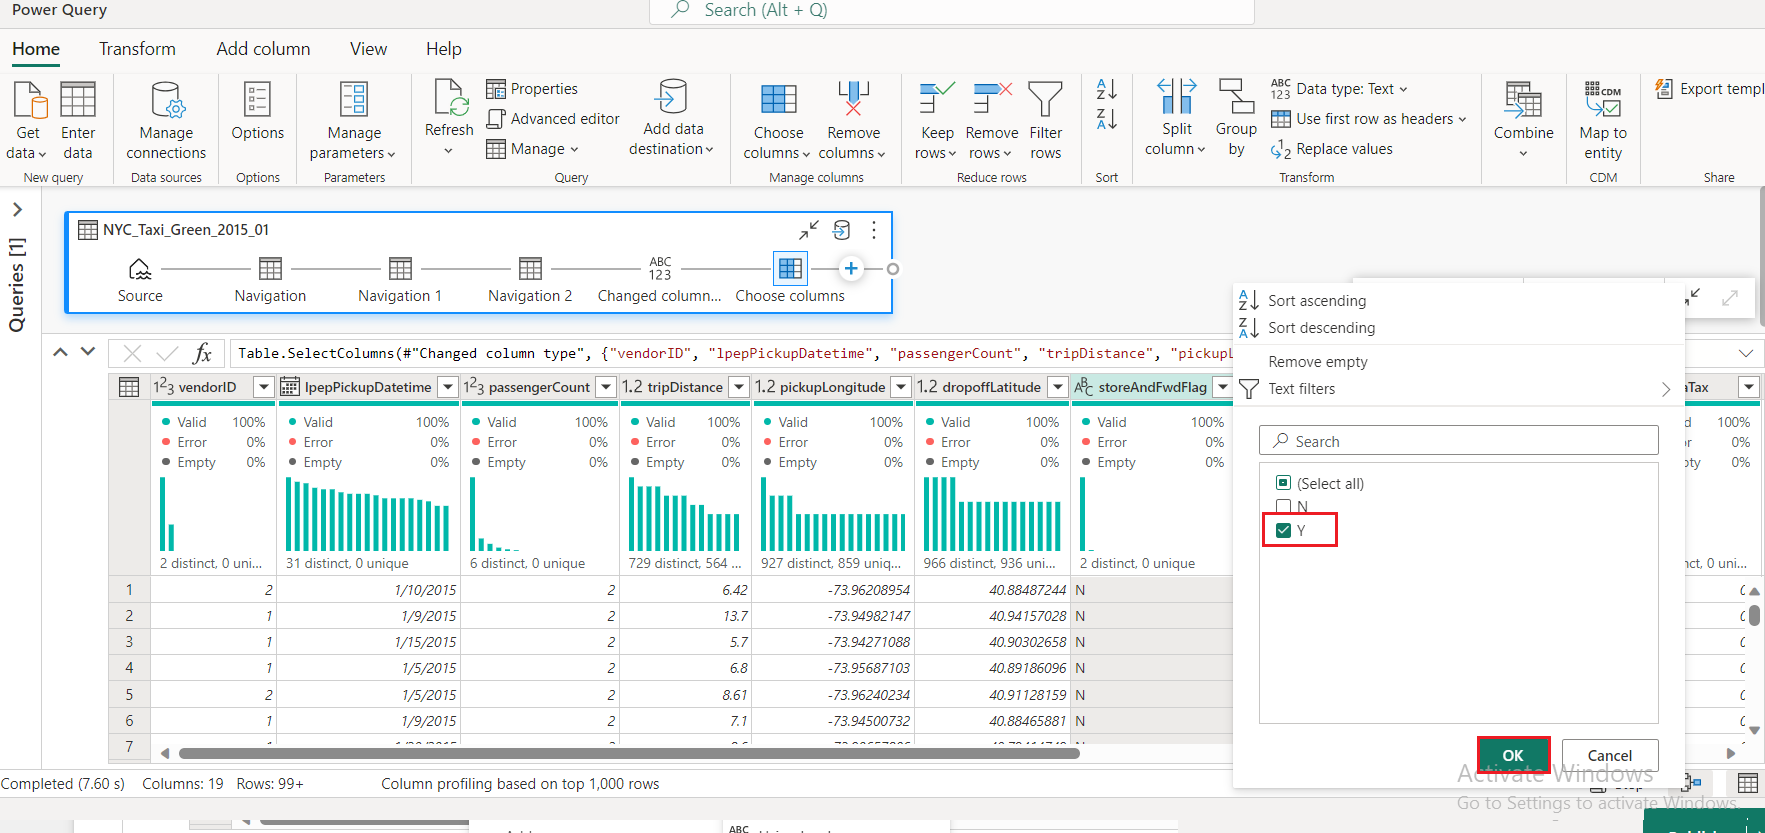 Power Query
Search (Alt + Q)
Home Transform Add column View Help
Get data
Enter data
New query
Manage connections
Data sources
Options
Options
Manage parameters
Parameters
Refresh
Properties
Advanced editor
Manage
Add data destination
Query
Choose columns
Remove columns
Manage columns
Keep rows
Remove rows
Filter rows
Reduce rows
Sort
Split column
Group by
Data type: Text
Use first row as headers
Replace values
Transform
Combine
Map to entity
CDM
CDM
Export templ
Share
Queries [1]
NYC_Taxi_Green_2015_01
ABC
123
Source Navigation Navigation 1 Navigation 2 Changed column... Choose columns
fx Table.SelectColumns(#"Changed column type", {"vendorID", "lpepPickupDatetime", "passengerCount", "tripDistance", "pickupL
vendorID lpepPickupDatetime passengerCount tripDistance pickupLongitude dropoffLatitude storeAndFwdFlag aTax
Valid 100% Valid 100% Valid 100% Valid 100% Valid 100% Valid 100% Valid 100% d 100%
Error 0% Error 0% Error 0% Error 0% Error 0% Error 0% Error 0% or 0%
Empty 0% Empty 0% Empty 0% Empty 0% Empty 0% Empty 0% Empty 0% pty 0%
2 distinct, 0 uni... 31 distinct, 0 unique 6 distinct, 0 unique 729 distinct, 564 ... 927 distinct, 859 uniq... 966 distinct, 936 uni... 2 distinct, 0 unique ct, 0 uni...
1 2 1/10/2015 2 6.42 -73.96208954 40.88487244 N
2 1 1/9/2015 2 13.7 -73.94982147 40.94157028 N
3 1 1/15/2015 2 5.7 -73.94271088 40.90302658 N
4 1 1/5/2015 2 6.8 -73.95687103 40.89186096 N
5 2 1/5/2015 2 8.61 -73.96240234 40.91128159 N
6 1 1/9/2015 2 7.1 -73.94500732 40.88465881 N
7
Sort ascending
Sort descending
Remove empty
Text filters
Search
(Select all)
N
Y
OK Cancel
Completed (7.60 s) Columns: 19 Rows: 99+ Column profiling based on top 1,000 rows
Activate Windows
Go to Settings to activate Windows.